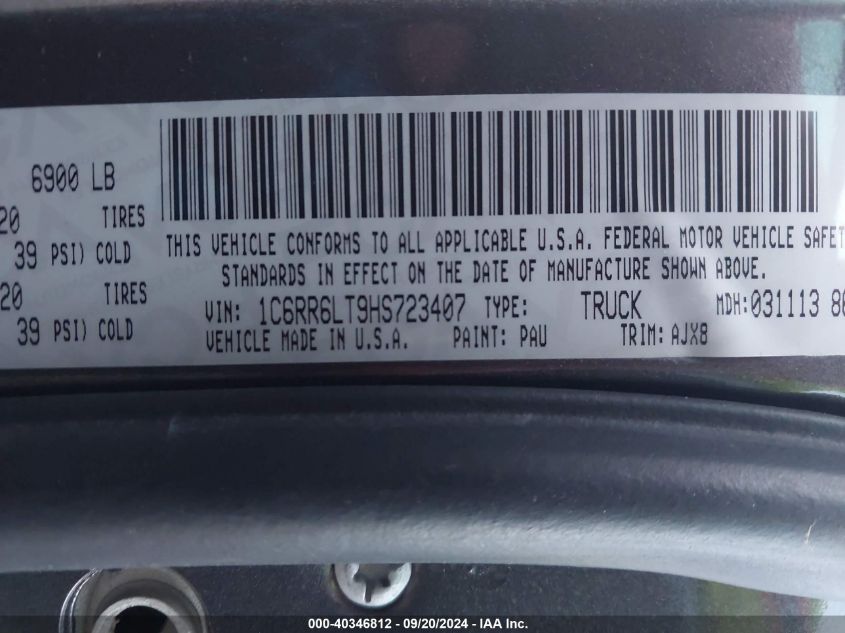 6900 LB
20 TIRES
39 PSI) COLD
20 TIRES
39 PSI) COLD
THIS VEHICLE CONFORMS TO ALL APPLICABLE U.S.A. FEDERAL MOTOR VEHICLE SAFET
STANDARDS IN EFFECT ON THE DATE OF MANUFACTURE SHOWN ABOVE.
VIN: 1C6RR6LT9HS723407 TYPE: TRUCK MDH:031113 8
VEHICLE MADE IN U.S.A. PAINT: PAU TRIM: AJX8
000-40346812 - 09/20/2024 - IAA Inc.